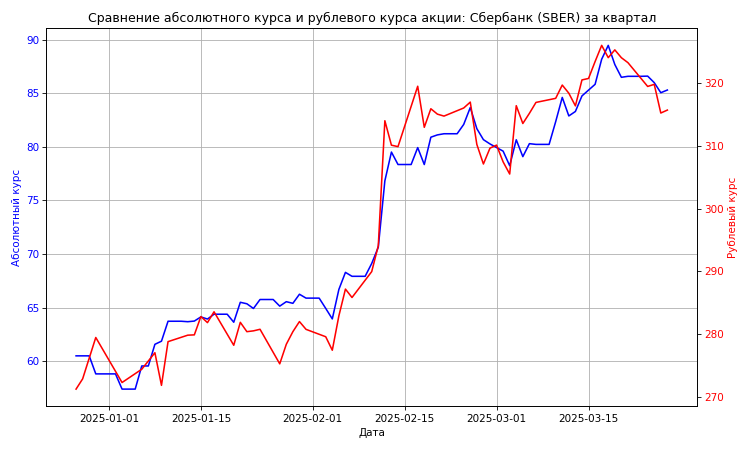 Сравнение абсолютного курса и рублевого курса акции: Сбербанк (SBER) за квартал
90
85
80
75
70
65
60
Абсолютный курс
320
310
300
290
280
270
Рублевый курс
2025-01-01 2025-01-15 2025-02-01 2025-02-15 2025-03-01 2025-03-15
Дата